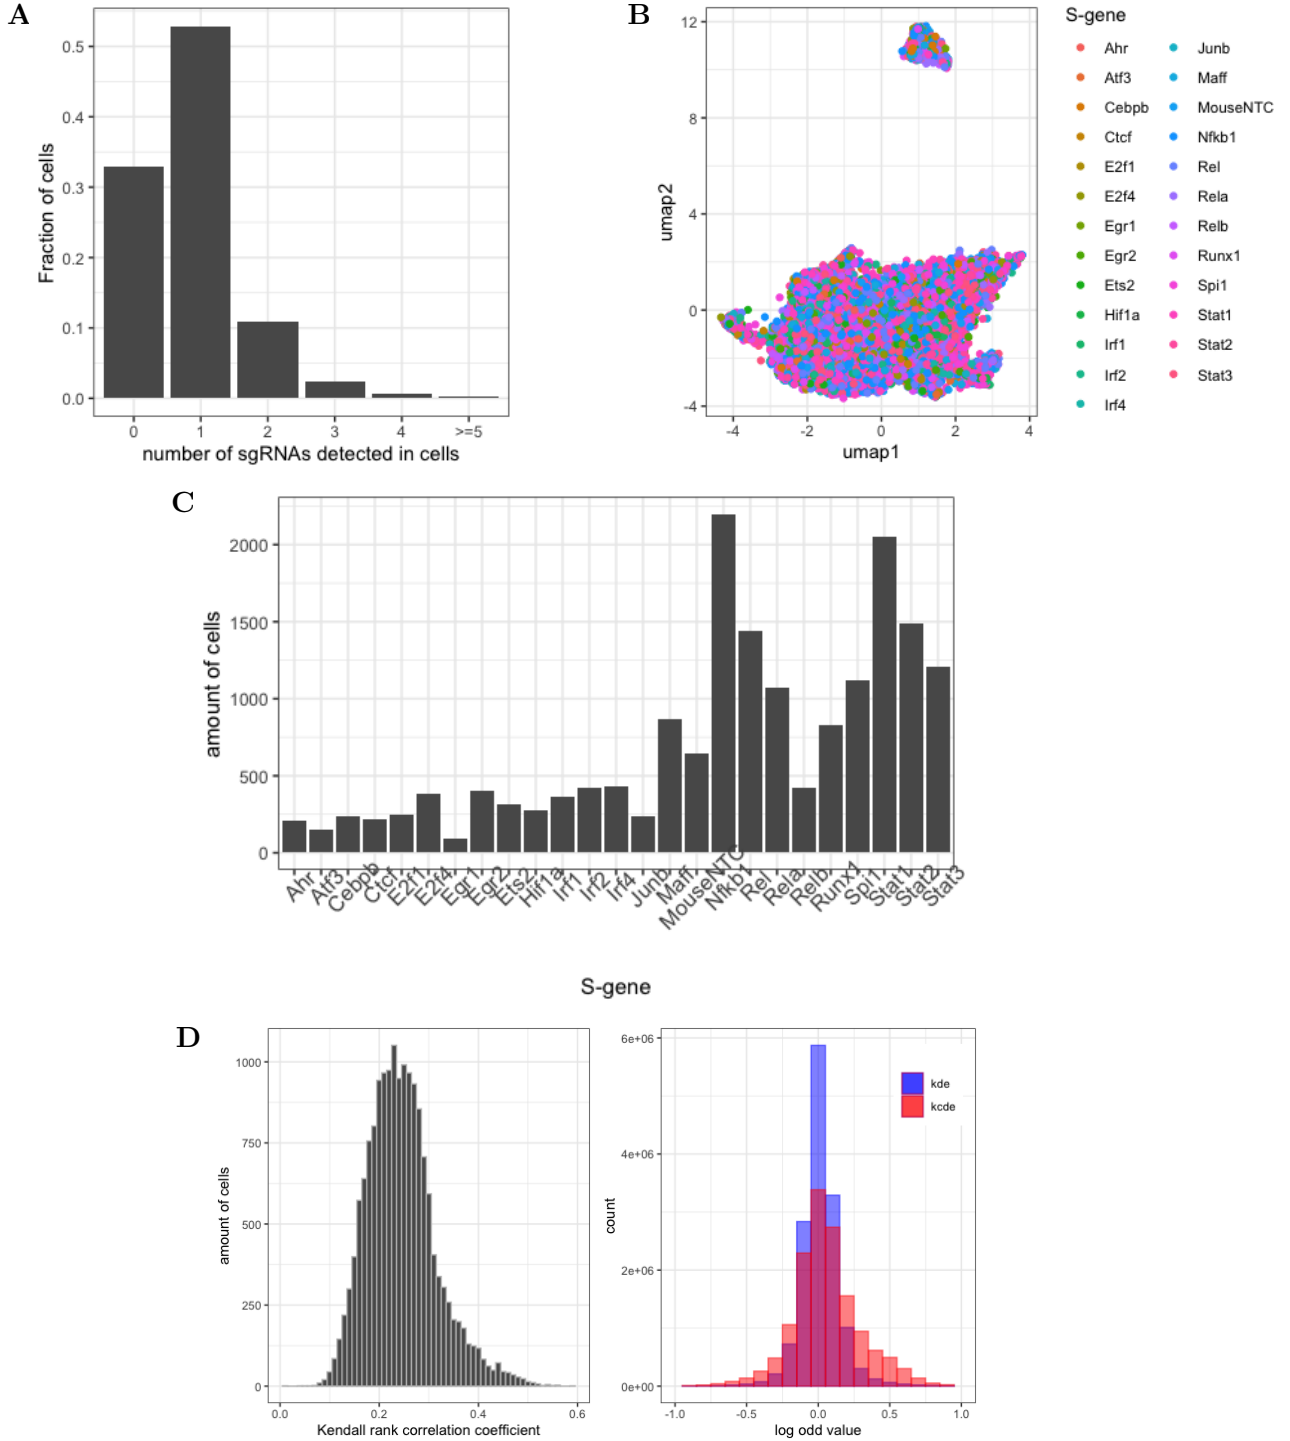 A
0.5
0.4
0.3
0.2
0.1
0.0
Fraction of cells
0 1 2 3 4 >=5
number of sgRNAs detected in cells
B
12
8
4
0
-4
umap2
-4 -2 0 2 4
umap1
S-gene
Ahr
Atf3
Cebpb
Ctcf
E2f1
E2f4
Egr1
Egr2
Ets2
Hif1a
Irf1
Irf2
Irf4
Junb
Maff
MouseNTC
Nfkb1
Rel
Rela
Relb
Runx1
Spi1
Stat1
Stat2
Stat3
C
2000
1500
1000
500
0
amount of cells
Ahr Atf3 Cebpb Ctcf E2f1 E2f4 Egr1 Egr2 Ets2 Hif1a Irf1 Irf2 Irf4 Junb Maff MouseNTC Nfkb1 Rel Rela Relb Runx1 Spi1 Stat1 Stat2 Stat3
S-gene
D
1000
750
500
250
0
amount of cells
0.0 0.2 0.4 0.6
Kendall rank correlation coefficient
6e+06
4e+06
2e+06
0e+00
count
kde
kcde
-1.0 -0.5 0.0 0.5 1.0
log odd value